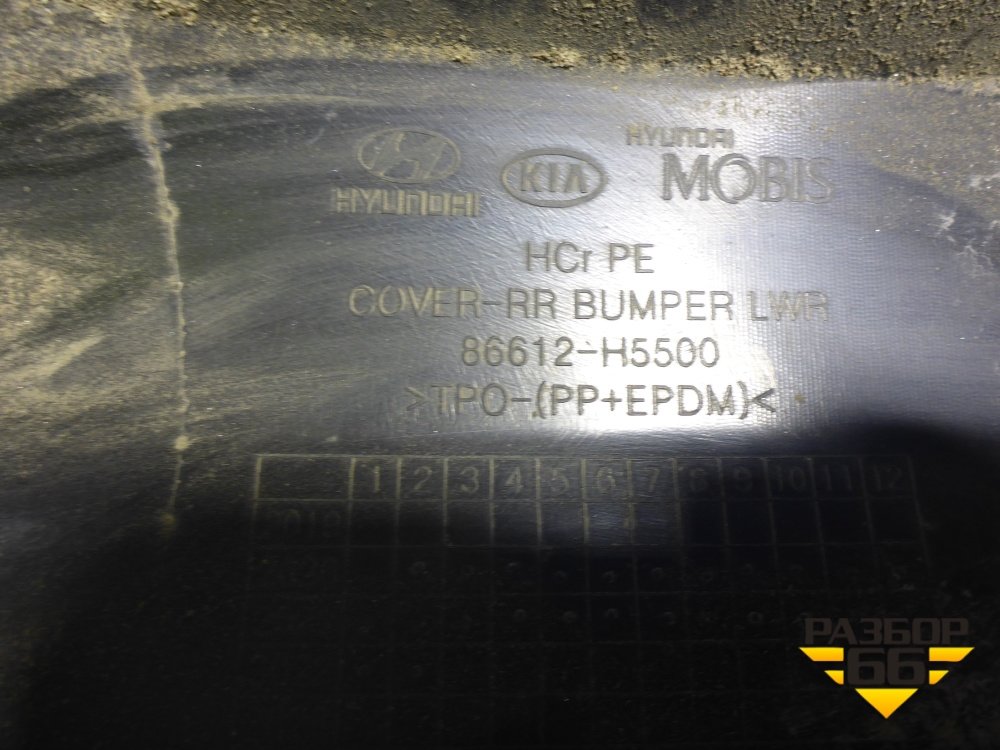 HYUNDAI
KIA
HYUNDAI
MOBIS
HCr PE
COVER-RR BUMPER LWR
86612-H5500
>TPO-(PP+EPDM)<
1 2 3 4 5 6 7 8 9 10 11 12
2019
РАЗБОР
66